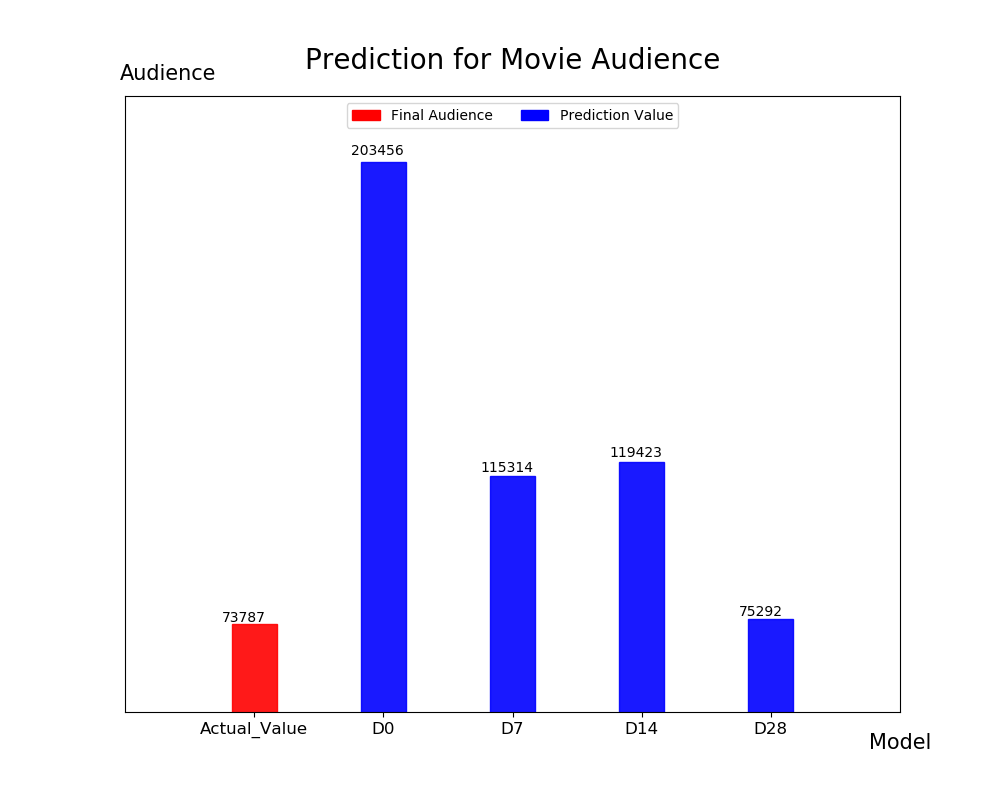 Prediction for Movie Audience
Audience
Final Audience
Prediction Value
203456
119423
115314
75292
73787
Actual_Value
D0
D7
D14
D28
Model